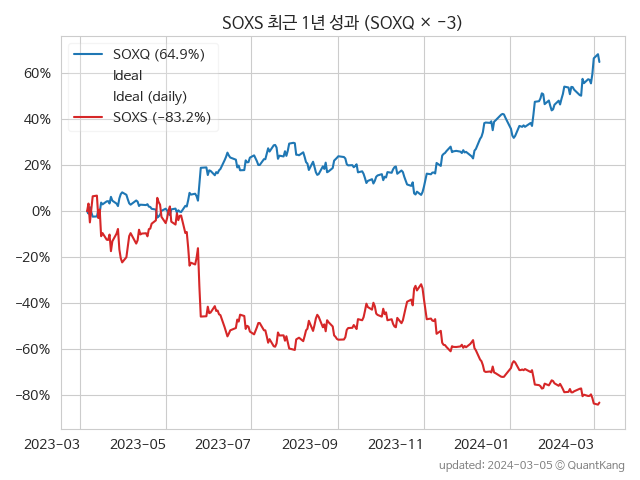 SOXS 최근 1년 성과 (SOXQ × −3)
SOXQ (64.9%)
Ideal
Ideal (daily)
SOXS (−83.2%)
60%
40%
20%
0%
−20%
−40%
−60%
−80%
2023-03 2023-05 2023-07 2023-09 2023-11 2024-01 2024-03
updated: 2024-03-05 © QuantKang